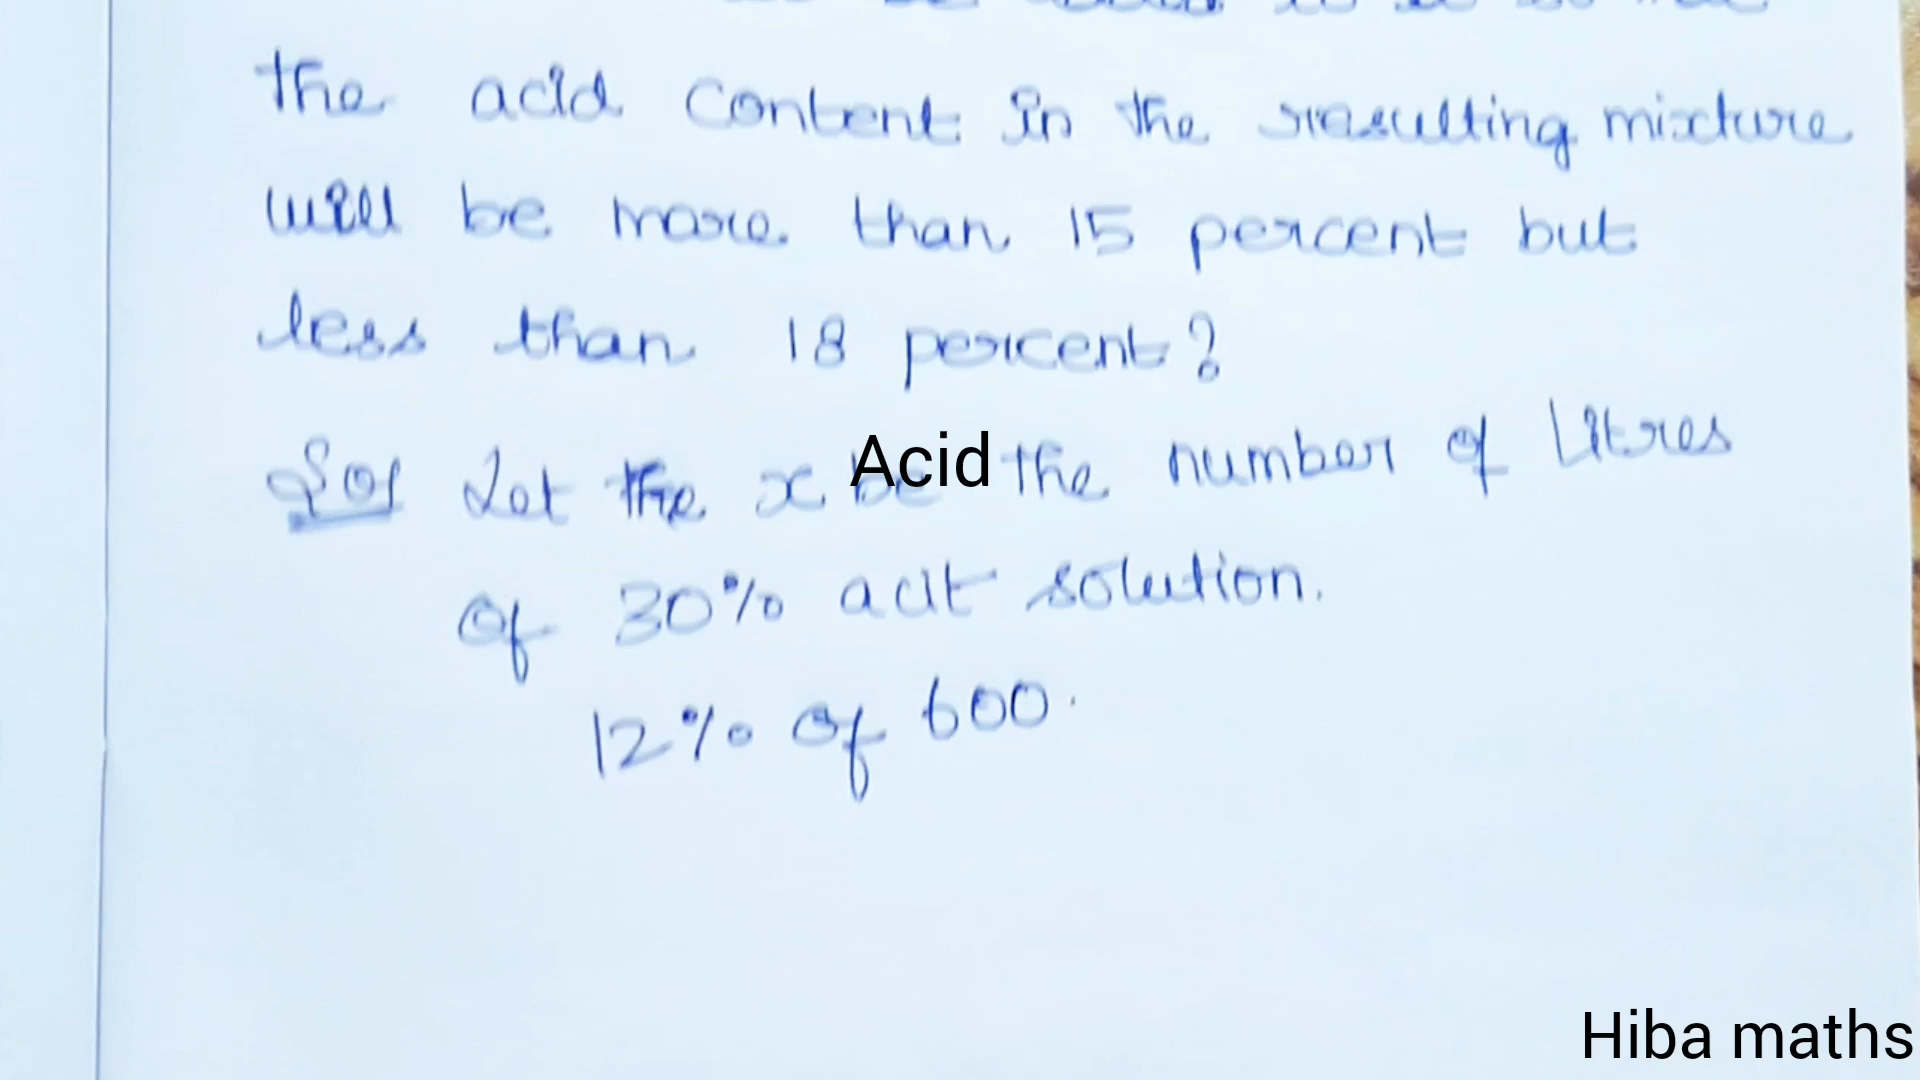 the acid content in the resulting mixture
will be more than 15 percent but
less than 18 percent?
Sol Let the x be the number of Litres
Acid
of 30% acit solution.
12% of 600.
Hiba maths